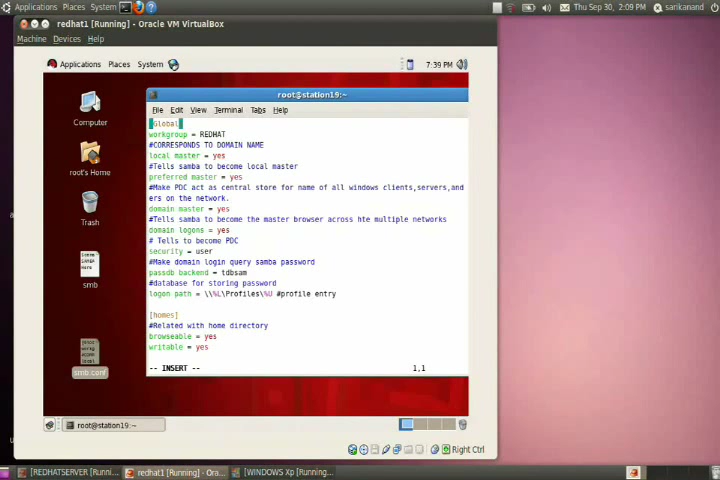 Applications Places System
Thu Sep 30, 2:09 PM sarikanand
redhat1 [Running] - Oracle VM VirtualBox
Machine Devices Help
Applications Places System
7:39 PM
Computer
root's Home
Trash
smb
smb.conf
root@station19:~
File Edit View Terminal Tabs Help
[Global]
workgroup = REDHAT
#CORRESPONDS TO DOMAIN NAME
local master = yes
#Tells samba to become local master
preferred master = yes
#Make PDC act as central store for name of all windows clients,servers,and
ers on the network.
domain master = yes
#Tells samba to become the master browser across hte multiple networks
domain logons = yes
# Tells to become PDC
security = user
#Make domain login query samba password
passdb backend = tdbsam
#database for storing password
logon path = \\%L\Profiles\%U #profile entry
[homes]
#Related with home directory
browseable = yes
writable = yes
-- INSERT --
1,1
root@station19:~
Right Ctrl
[REDHATSERVER [Runni...
redhat1 [Running] - Ora...
[WINDOWS Xp [Running...